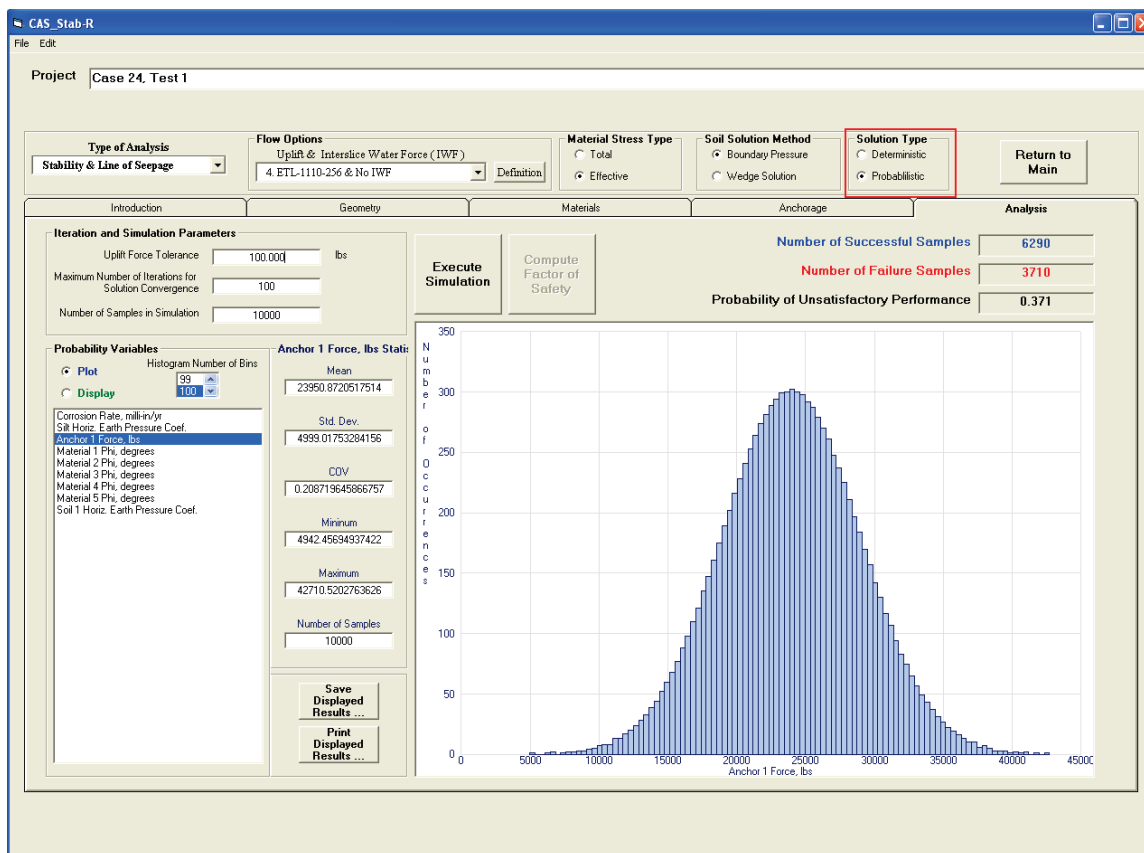 CAS_Stab-R
File Edit
Project Case 24, Test 1
Type of Analysis
Stability & Line of Seepage
Flow Options
Uplift & Interslice Water Force ( IWF )
4. ETL-1110-256 & No IWF
Definition
Material Stress Type
Total
Effective
Soil Solution Method
Boundary Pressure
Wedge Solution
Solution Type
Deterministic
Probablilistic
Return to
Main
Introduction
Geometry
Materials
Anchorage
Analysis
Iteration and Simulation Parameters
Uplift Force Tolerance 100.000 lbs
Maximum Number of Iterations for
Solution Convergence 100
Number of Samples in Simulation 10000
Execute
Simulation
Compute
Factor of
Safety
Number of Successful Samples 6290
Number of Failure Samples 3710
Probability of Unsatisfactory Performance 0.371
Probability Variables
Plot
Display
Histogram Number of Bins
99
100
Corrosion Rate, milli-in/yr
Silt Horiz. Earth Pressure Coef.
Anchor 1 Force, lbs
Material 1 Phi, degrees
Material 2 Phi, degrees
Material 3 Phi, degrees
Material 4 Phi, degrees
Material 5 Phi, degrees
Soil 1 Horiz. Earth Pressure Coef.
Anchor 1 Force, lbs Statis
Mean
23950.8720517514
Std. Dev.
4999.01753284156
COV
0.208719645866757
Mininum
4942.45694937422
Maximum
42710.5202763626
Number of Samples
10000
Save
Displayed
Results ...
Print
Displayed
Results ...
Number of Occurrences
350
300
250
200
150
100
50
0
0 5000 10000 15000 20000 25000 30000 35000 40000 45000
Anchor 1 Force, lbs